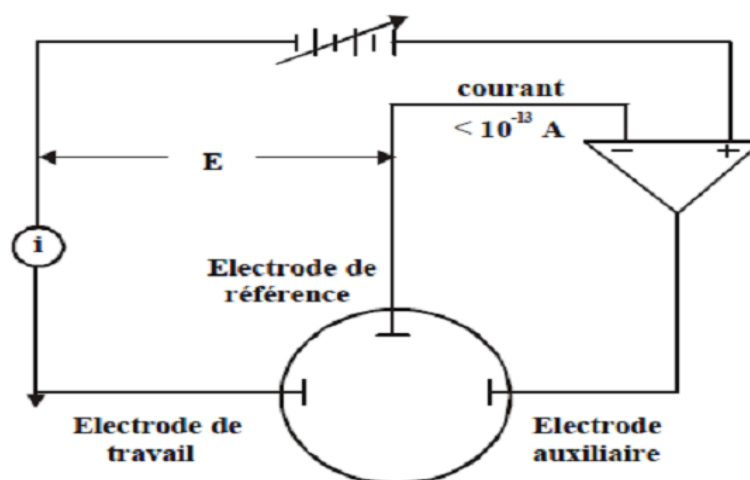 courant
< 10⁻¹³ A
− +
E
i
Electrode de
référence
Electrode de
travail
Electrode
auxiliaire